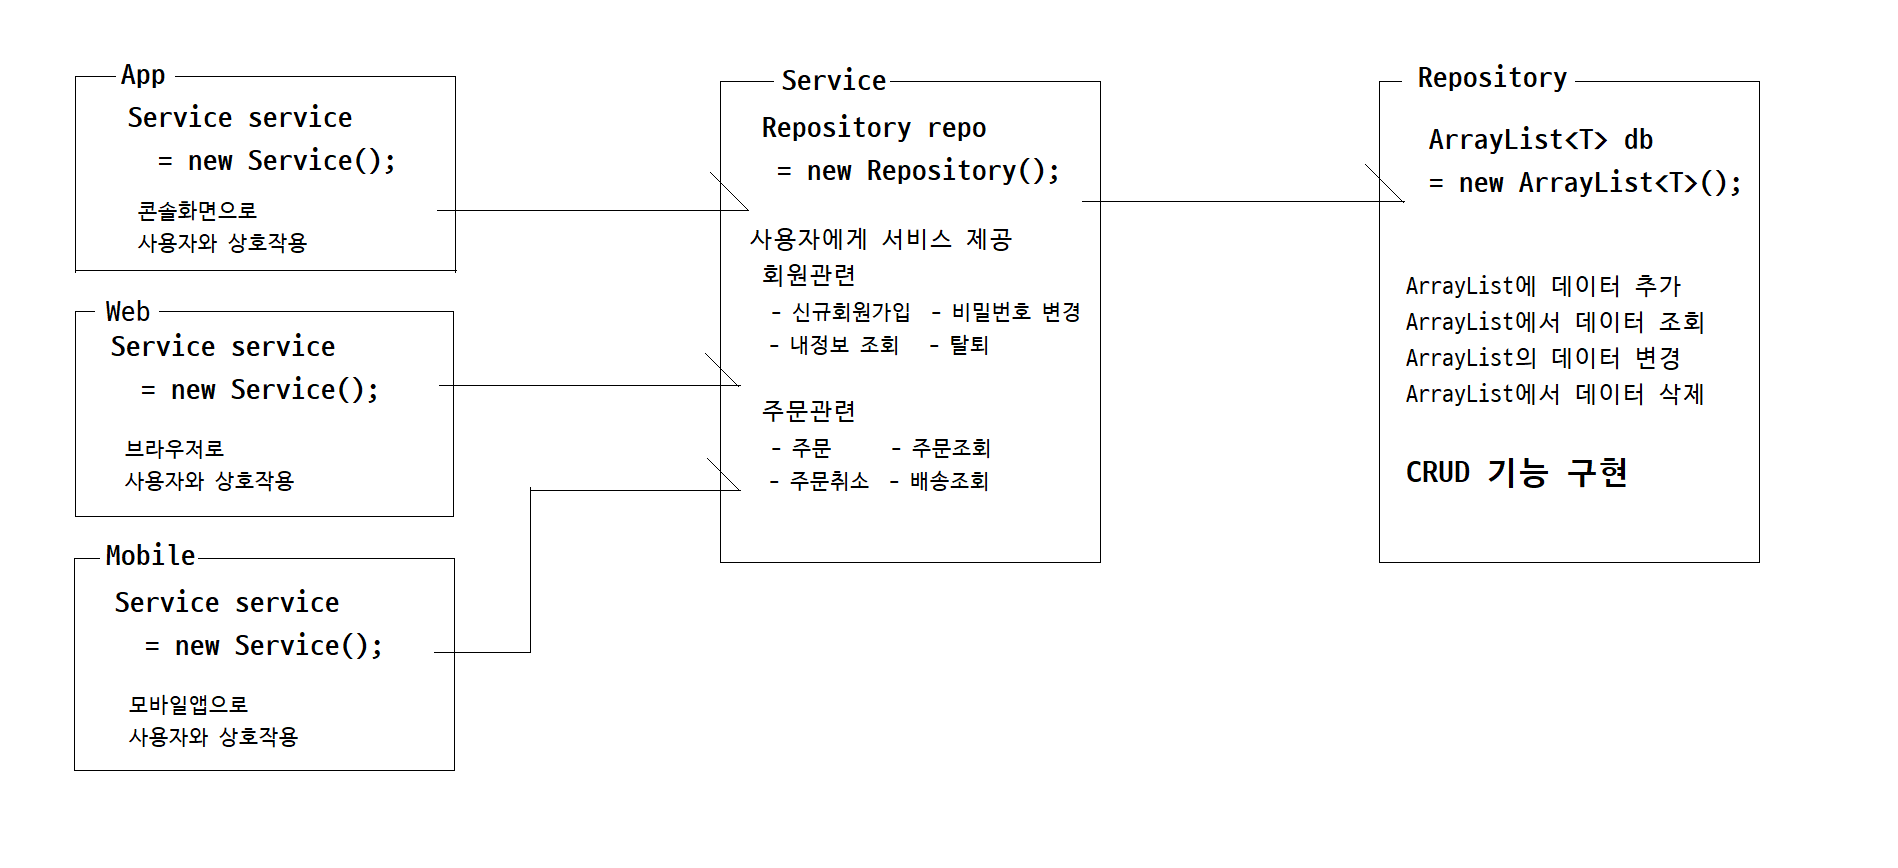 App
Service service
= new Service();
콘솔화면으로
사용자와 상호작용
Web
Service service
= new Service();
브라우저로
사용자와 상호작용
Mobile
Service service
= new Service();
모바일앱으로
사용자와 상호작용
Service
Repository repo
= new Repository();
사용자에게 서비스 제공
회원관련
- 신규회원가입 - 비밀번호 변경
- 내정보 조회 - 탈퇴
주문관련
- 주문 - 주문조회
- 주문취소 - 배송조회
Repository
ArrayList<T> db
= new ArrayList<T>();
ArrayList에 데이터 추가
ArrayList에서 데이터 조회
ArrayList의 데이터 변경
ArrayList에서 데이터 삭제
CRUD 기능 구현